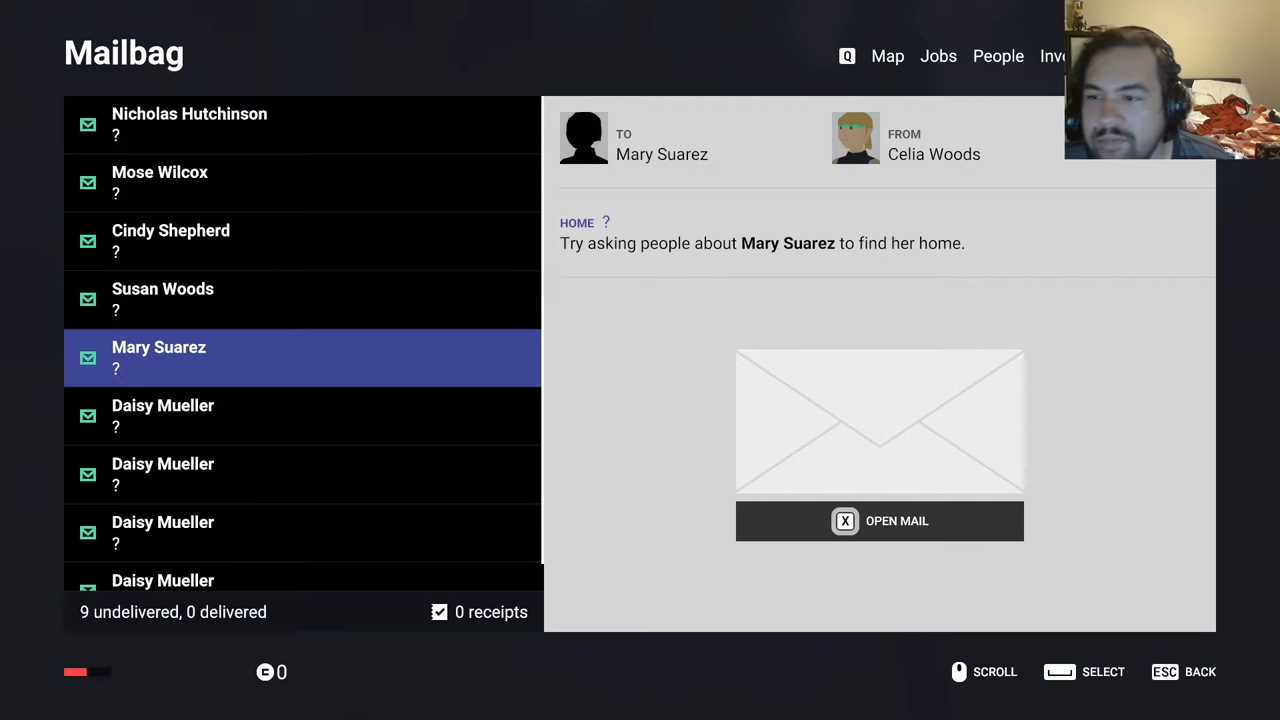 Mailbag
Q Map Jobs People Inv
Nicholas Hutchinson
?
Mose Wilcox
?
Cindy Shepherd
?
Susan Woods
?
Mary Suarez
?
Daisy Mueller
?
Daisy Mueller
?
Daisy Mueller
?
Daisy Mueller
9 undelivered, 0 delivered 0 receipts
TO
Mary Suarez
FROM
Celia Woods
HOME ?
Try asking people about Mary Suarez to find her home.
X OPEN MAIL
0
SCROLL SELECT ESC BACK